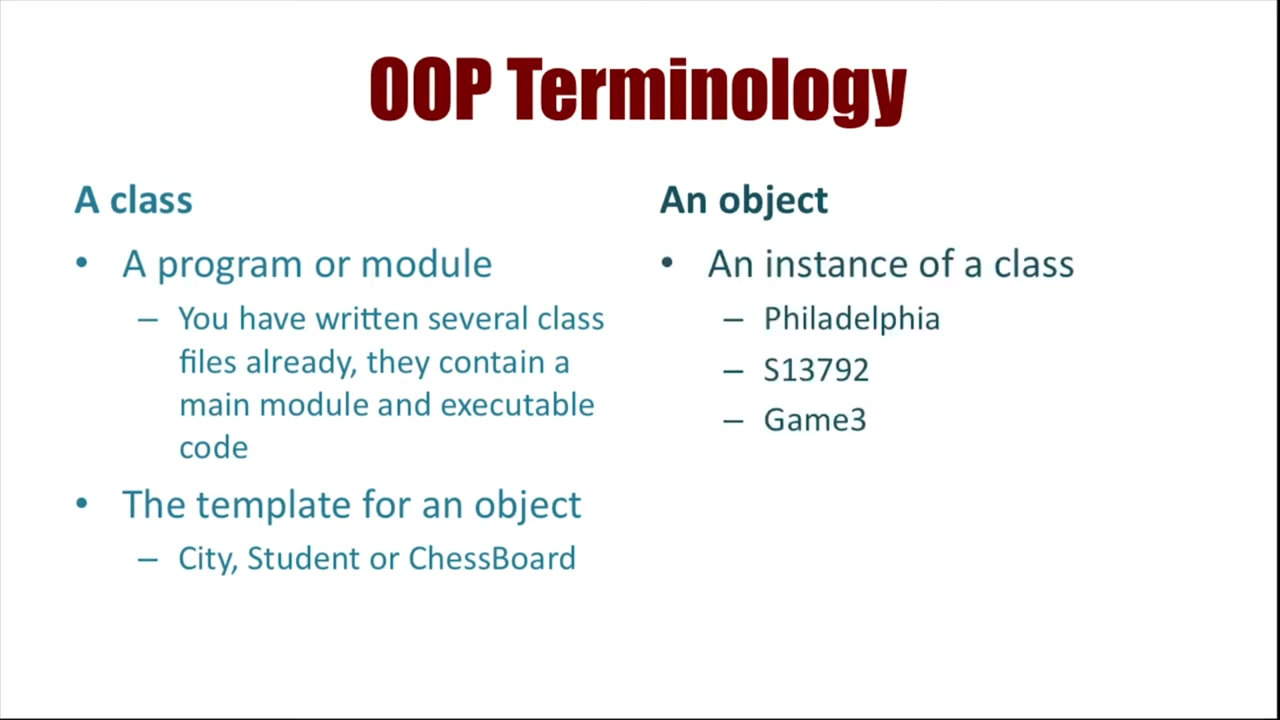 OOP Terminology
A class
• A program or module
– You have written several class
files already, they contain a
main module and executable
code
• The template for an object
– City, Student or ChessBoard
An object
• An instance of a class
– Philadelphia
– S13792
– Game3